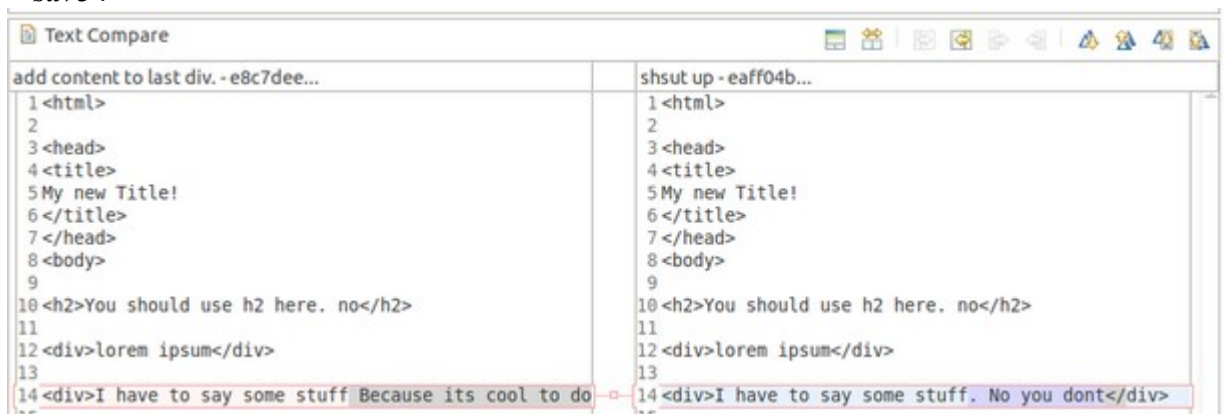 Text Compare
add content to last div. - e8c7dee...
1 <html>
2
3 <head>
4 <title>
5 My new Title!
6 </title>
7 </head>
8 <body>
9
10 <h2>You should use h2 here. no</h2>
11
12 <div>lorem ipsum</div>
13
14 <div>I have to say some stuff Because its cool to do
shsut up - eaff04b...
1 <html>
2
3 <head>
4 <title>
5 My new Title!
6 </title>
7 </head>
8 <body>
9
10 <h2>You should use h2 here. no</h2>
11
12 <div>lorem ipsum</div>
13
14 <div>I have to say some stuff. No you dont</div>